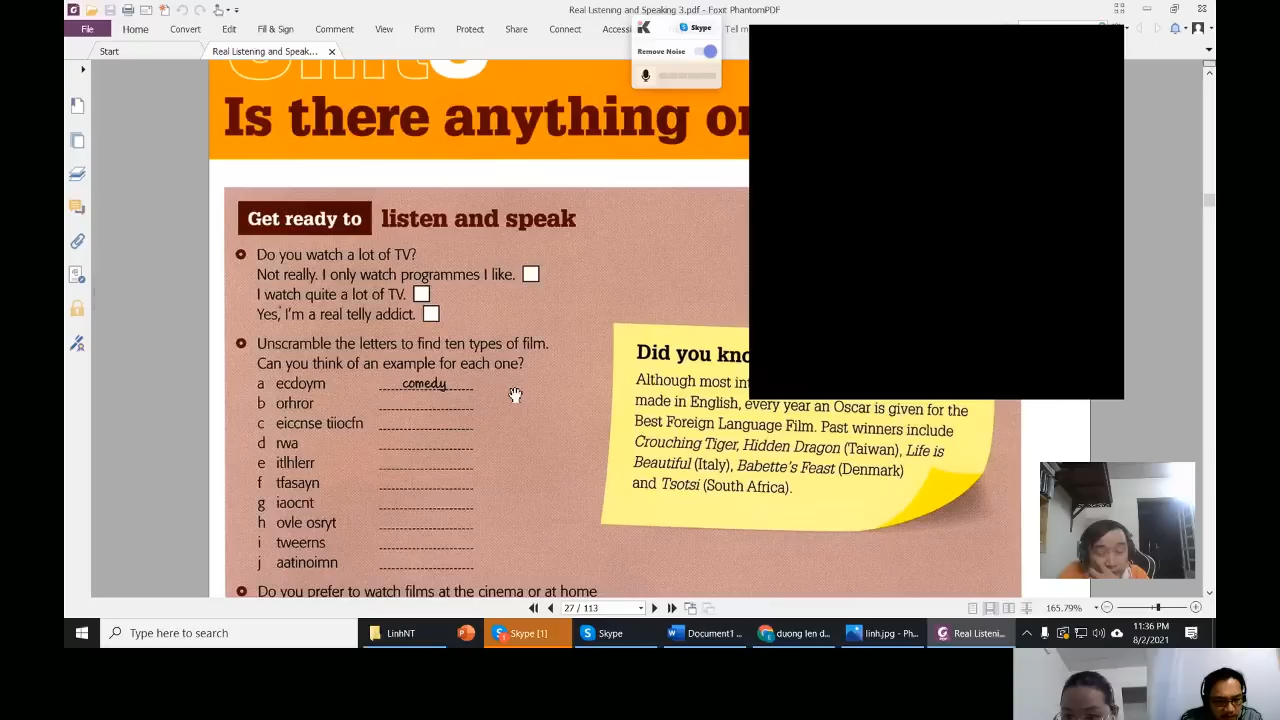 Real Listening and Speaking 3.pdf - Foxit PhantomPDF
File Home Convert Edit Fill & Sign Comment View Form Protect Share Connect Tell m
Skype
Remove Noise
Start
Real Listening and Speak...
Is there anything
Get ready to listen and speak
Do you watch a lot of TV?
Not really. I only watch programmes I like.
I watch quite a lot of TV.
Yes, I'm a real telly addict.
Unscramble the letters to find ten types of film.
Can you think of an example for each one?
a ecdoym comedy
b orhror
c eiccnse tiiocfn
d rwa
e itlhlerr
f tfasayn
g iaocnt
h ovle osryt
i tweerns
j aatinoimn
Do you prefer to watch films at the cinema or at home
Did you
Although most
made in English, every year an Oscar is given for the
Best Foreign Language Film. Past winners include
Crouching Tiger, Hidden Dragon (Taiwan), Life is
Beautiful (Italy), Babette's Feast (Denmark)
and Tsotsi (South Africa).
27 / 113
165.79%
Type here to search
LinhNT
Skype [1]
Skype
Document1 ...
duong len d...
linh.jpg - Ph...
Real Listeni...
11:36 PM
8/2/2021